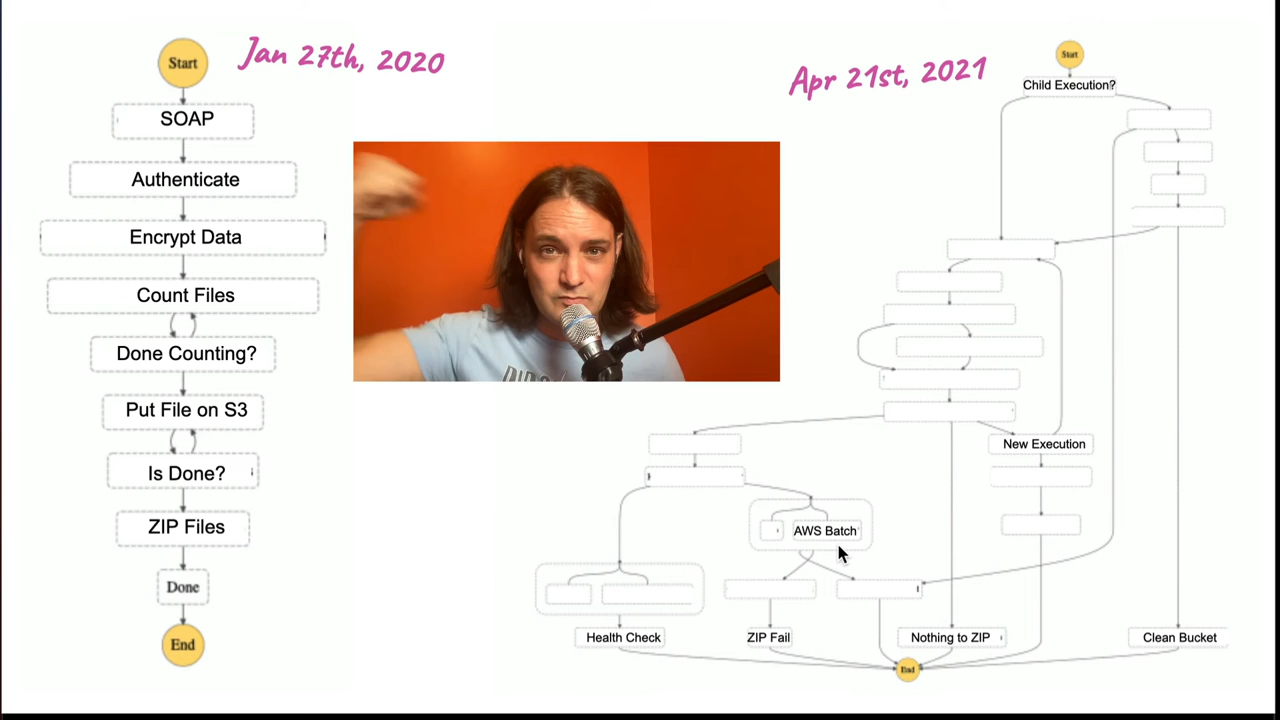 Jan 27th, 2020
Start
SOAP
Authenticate
Encrypt Data
Count Files
Done Counting?
Put File on S3
Is Done?
ZIP Files
Done
End
Apr 21st, 2021
Start
Child Execution?
New Execution
AWS Batch
Health Check
ZIP Fail
Nothing to ZIP
Clean Bucket
End